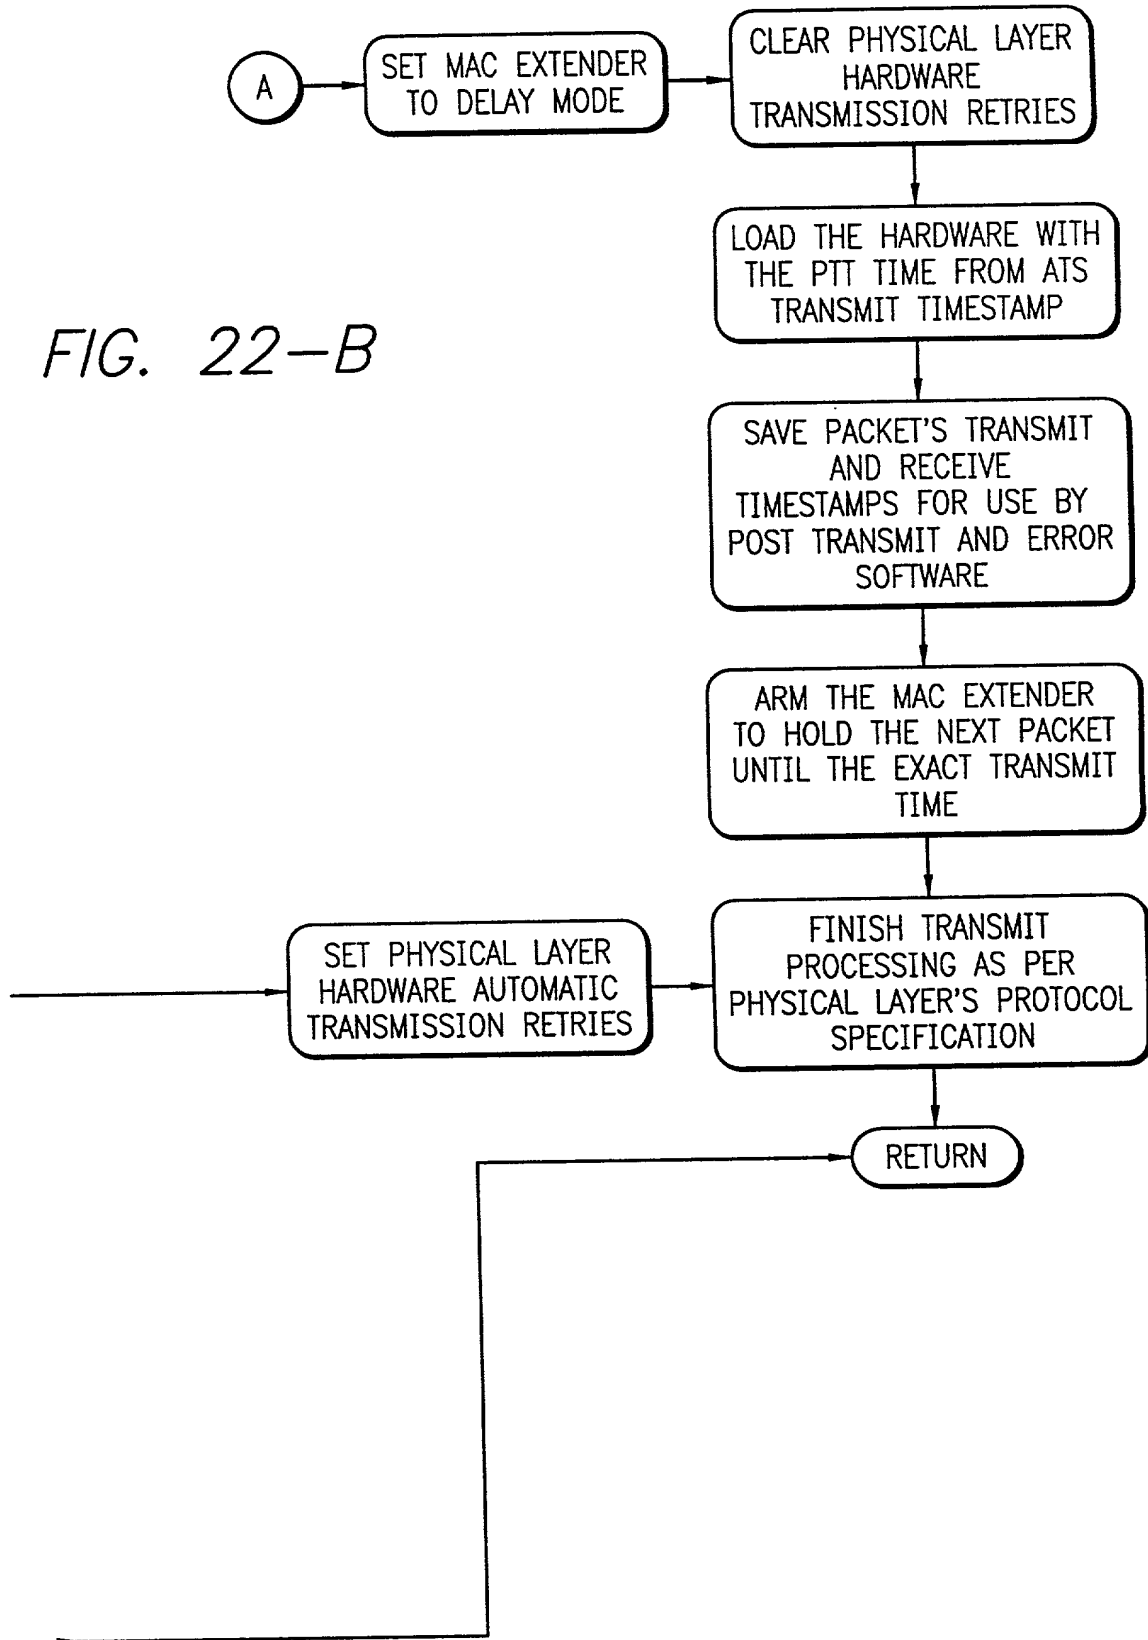 A
SET MAC EXTENDER
TO DELAY MODE
CLEAR PHYSICAL LAYER
HARDWARE
TRANSMISSION RETRIES
LOAD THE HARDWARE WITH
THE PTT TIME FROM ATS
TRANSMIT TIMESTAMP
FIG. 22-B
SAVE PACKET'S TRANSMIT
AND RECEIVE
TIMESTAMPS FOR USE BY
POST TRANSMIT AND ERROR
SOFTWARE
ARM THE MAC EXTENDER
TO HOLD THE NEXT PACKET
UNTIL THE EXACT TRANSMIT
TIME
SET PHYSICAL LAYER
HARDWARE AUTOMATIC
TRANSMISSION RETRIES
FINISH TRANSMIT
PROCESSING AS PER
PHYSICAL LAYER'S PROTOCOL
SPECIFICATION
RETURN